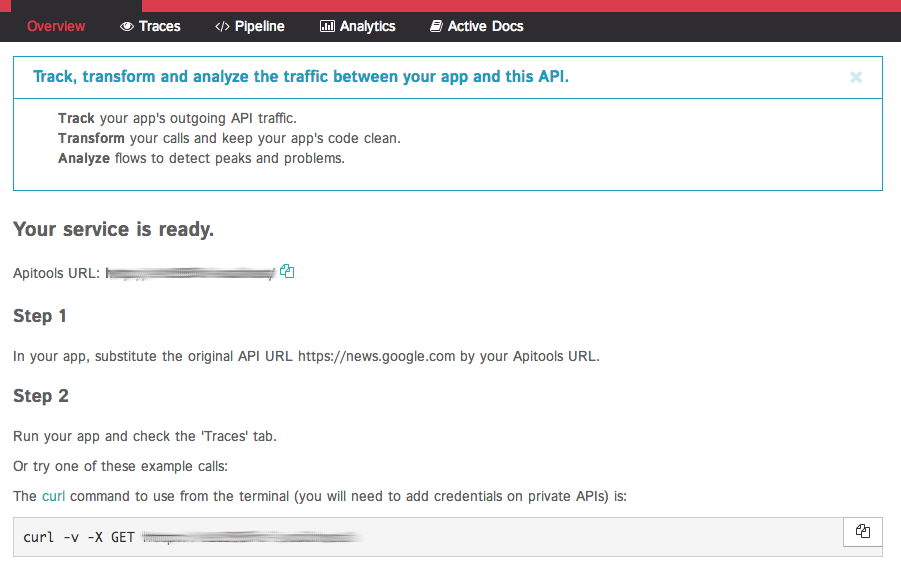 Overview Traces </> Pipeline Analytics Active Docs
Track, transform and analyze the traffic between your app and this API.
Track your app's outgoing API traffic.
Transform your calls and keep your app's code clean.
Analyze flows to detect peaks and problems.
Your service is ready.
Apitools URL:
Step 1
In your app, substitute the original API URL https://news.google.com by your Apitools URL.
Step 2
Run your app and check the 'Traces' tab.
Or try one of these example calls:
The curl command to use from the terminal (you will need to add credentials on private APIs) is:
curl -v -X GET